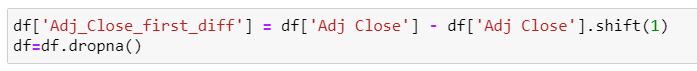 df['Adj_Close_first_diff'] = df['Adj Close'] - df['Adj Close'].shift(1)
df=df.dropna()